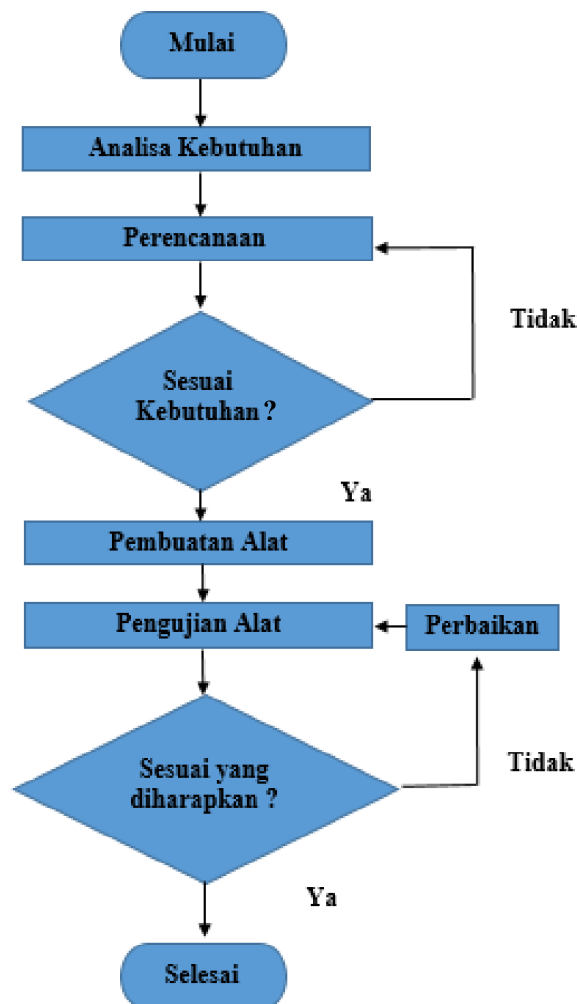 Mulai
Analisa Kebutuhan
Perencanaan
Tidak
Sesuai
Kebutuhan ?
Ya
Pembuatan Alat
Pengujian Alat
Perbaikan
Tidak
Sesuai yang
diharapkan ?
Ya
Selesai